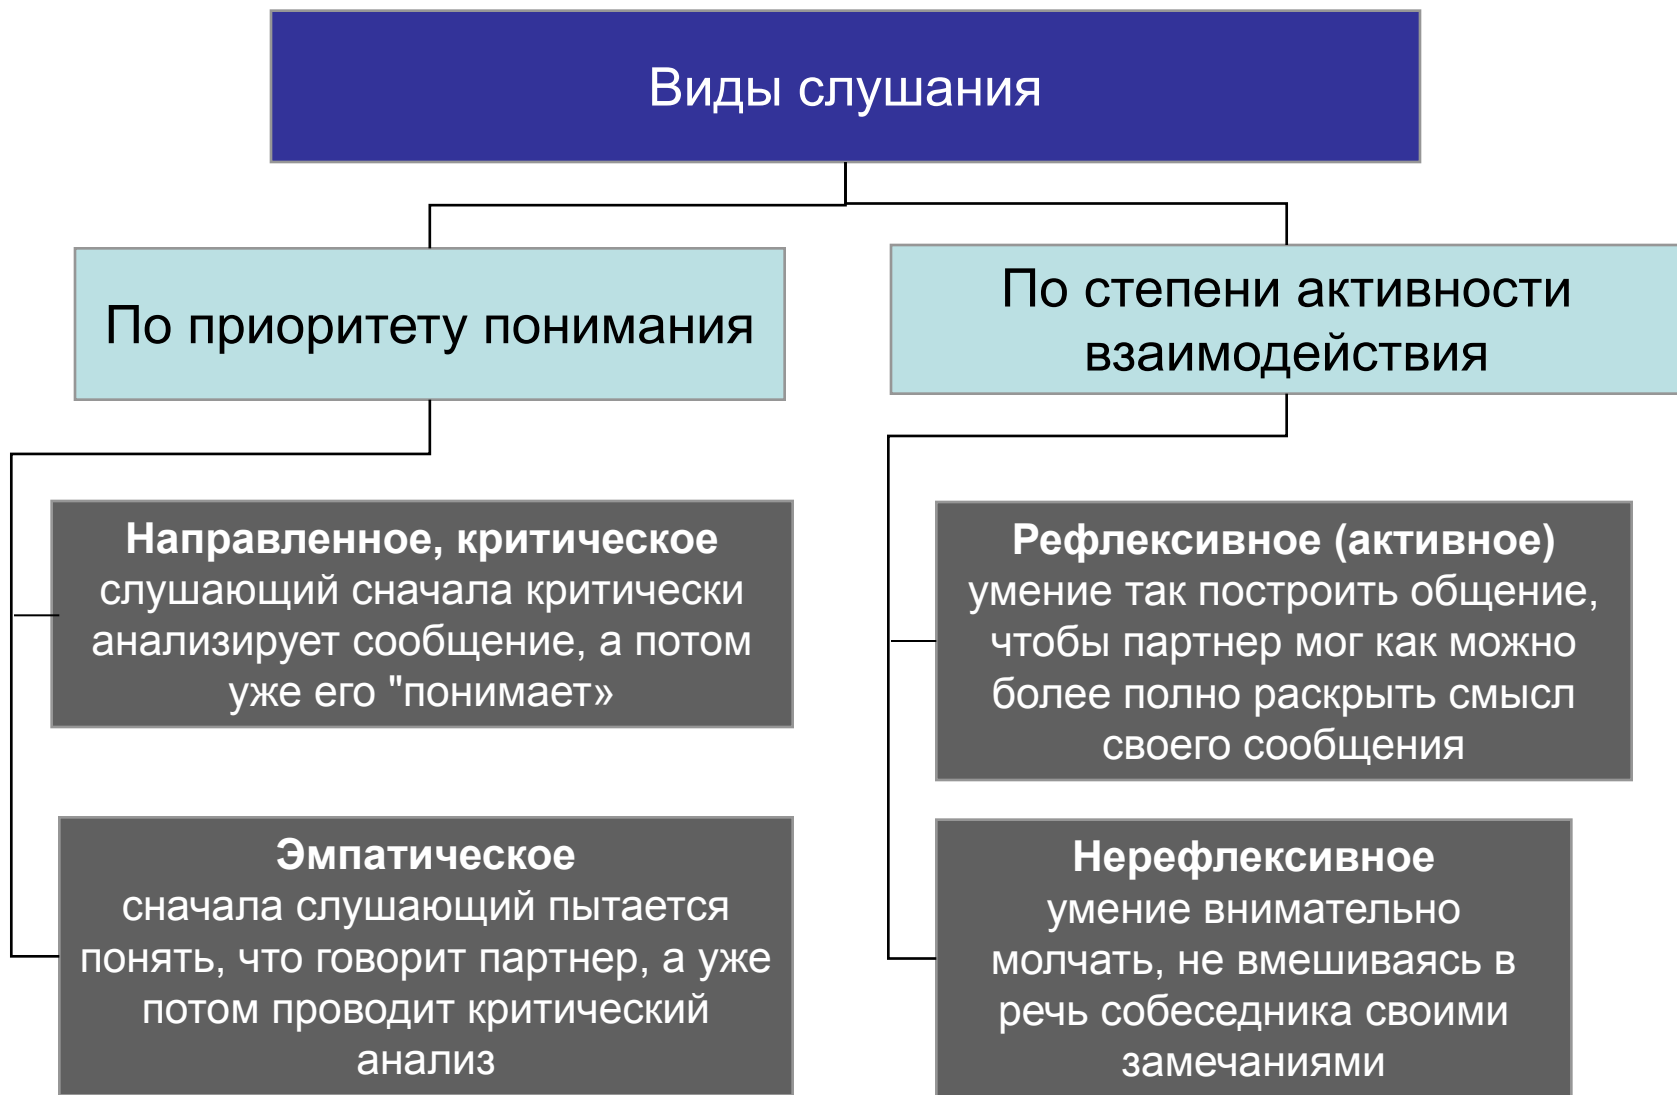 Виды слушания
По приоритету понимания
Направленное, критическое
слушающий сначала критически
анализирует сообщение, а потом
уже его "понимает»
Эмпатическое
сначала слушающий пытается
понять, что говорит партнер, а уже
потом проводит критический
анализ
По степени активности
взаимодействия
Рефлексивное (активное)
умение так построить общение,
чтобы партнер мог как можно
более полно раскрыть смысл
своего сообщения
Нерефлексивное
умение внимательно
молчать, не вмешиваясь в
речь собеседника своими
замечаниями